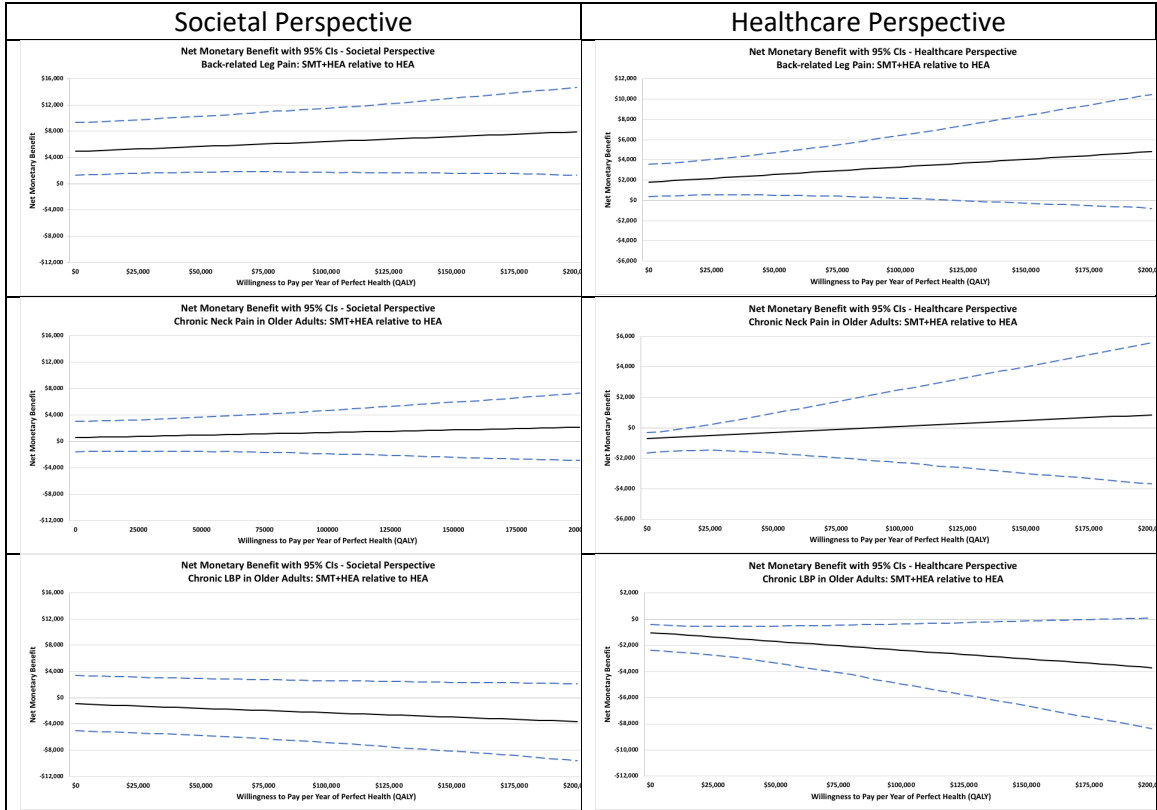 Societal Perspective
Healthcare Perspective
Net Monetary Benefit with 95% CIs - Societal Perspective
Back-related Leg Pain: SMT+HEA relative to HEA
$16,000
$12,000
$8,000
$4,000
$0
-$4,000
-$8,000
-$12,000
Net Monetary Benefit
$0 $25,000 $50,000 $75,000 $100,000 $125,000 $150,000 $175,000 $200,0
Willingness to Pay per Year of Perfect Health (QALY)
Net Monetary Benefit with 95% CIs - Healthcare Perspective
Back-related Leg Pain: SMT+HEA relative to HEA
$12,000
$10,000
$8,000
$6,000
$4,000
$2,000
$0
-$2,000
-$4,000
-$6,000
Net Monetary Benefit
$0 $25,000 $50,000 $75,000 $100,000 $125,000 $150,000 $175,000 $200,0
Willingness to Pay per Year of Perfect Health (QALY)
Net Monetary Benefit with 95% CIs - Societal Perspective
Chronic Neck Pain in Older Adults: SMT+HEA relative to HEA
$16,000
$12,000
$8,000
$4,000
$0
-$4,000
-$8,000
-$12,000
Net Monetary Benefit
0 25000 50000 75000 100000 125000 150000 175000 2000
Willingness to Pay per Year of Perfect Health (QALY)
Net Monetary Benefit with 95% CIs - Healthcare Perspective
Chronic Neck Pain in Older Adults: SMT+HEA relative to HEA
$6,000
$4,000
$2,000
$0
-$2,000
-$4,000
-$6,000
Net Monetary Benefit
$0 $25,000 $50,000 $75,000 $100,000 $125,000 $150,000 $175,000 $200,0
Willingness to Pay per Year of Perfect Health (QALY)
Net Monetary Benefit with 95% CIs - Societal Perspective
Chronic LBP in Older Adults: SMT+HEA relative to HEA
$16,000
$12,000
$8,000
$4,000
$0
-$4,000
-$8,000
-$12,000
Net Monetary Benefit
$0 $25,000 $50,000 $75,000 $100,000 $125,000 $150,000 $175,000 $200,0
Willingness to Pay per Year of Perfect Health (QALY)
Net Monetary Benefit with 95% CIs - Healthcare Perspective
Chronic LBP in Older Adults: SMT+HEA relative to HEA
$2,000
$0
-$2,000
-$4,000
-$6,000
-$8,000
-$10,000
-$12,000
Net Monetary Benefit
$0 $25,000 $50,000 $75,000 $100,000 $125,000 $150,000 $175,000 $200,0
Willingness to Pay per Year of Perfect Health (QALY)